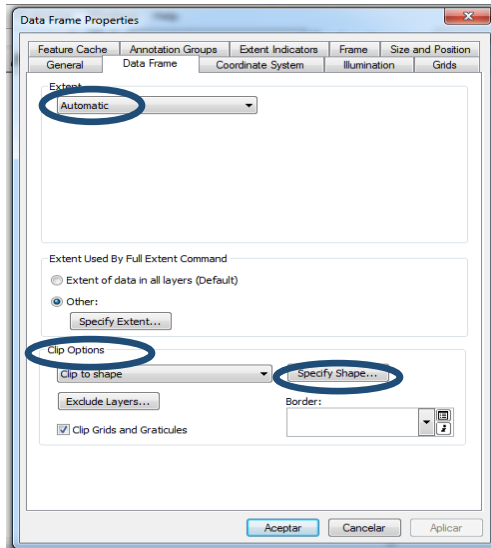 Data Frame Properties
Feature Cache Annotation Groups Extent Indicators Frame Size and Position
General Data Frame Coordinate System Illumination Grids
Extent
Automatic
Extent Used By Full Extent Command
Extent of data in all layers (Default)
Other:
Specify Extent...
Clip Options
Clip to shape Specify Shape...
Exclude Layers... Border:
Clip Grids and Graticules
Aceptar Cancelar Aplicar